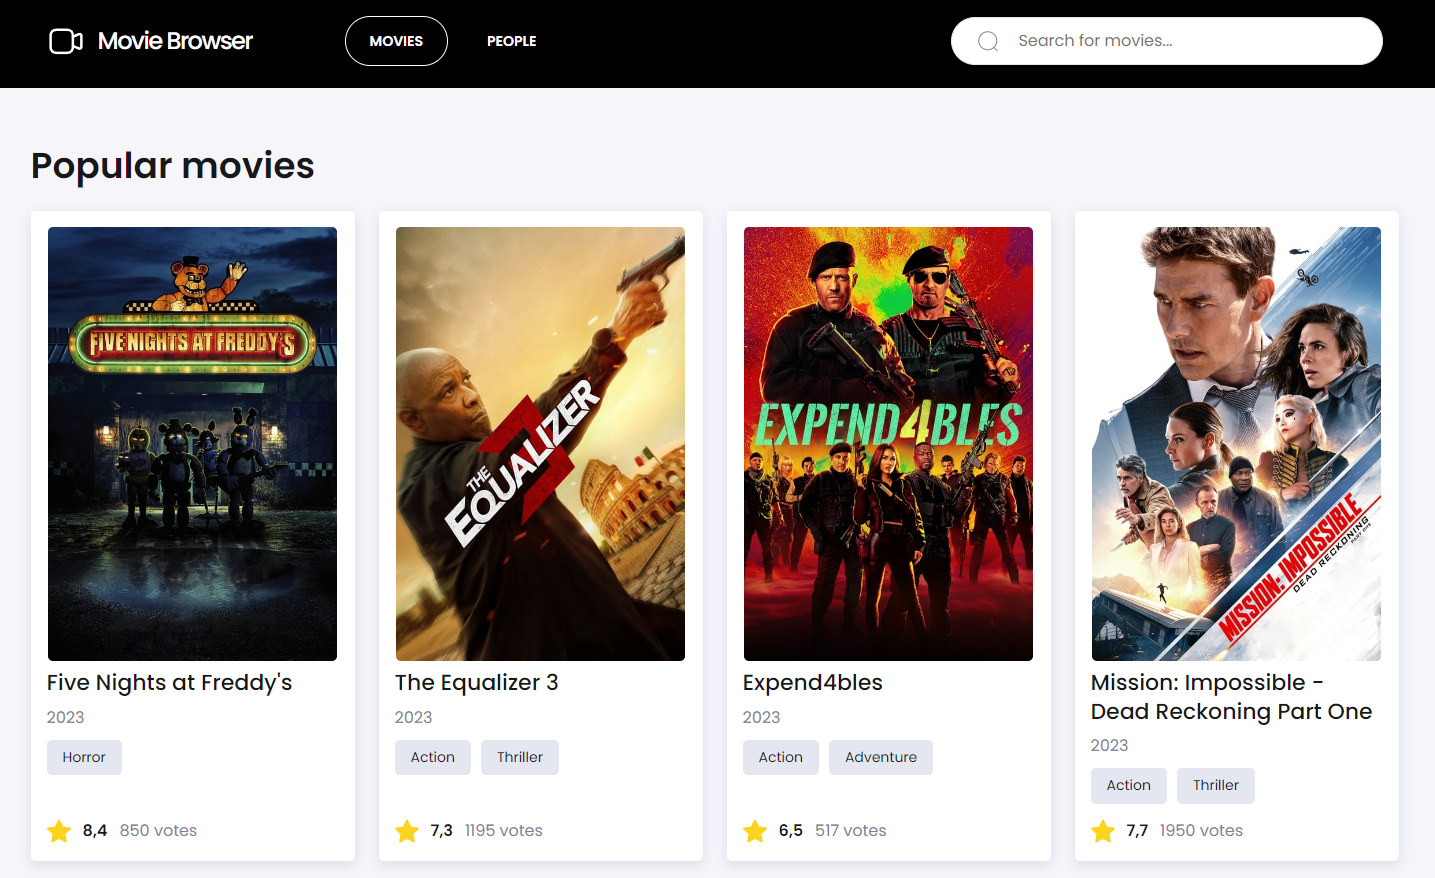 Movie Browser
MOVIES
PEOPLE
Search for movies...
Popular movies
FIVE NIGHTS AT FREDDY'S
Five Nights at Freddy's
2023
Horror
8,4 850 votes
THE
EQUALIZER
3
The Equalizer 3
2023
Action Thriller
7,3 1195 votes
EXPEND4BLES
Expend4bles
2023
Action Adventure
6,5 517 votes
MISSION: IMPOSSIBLE
DEAD RECKONING
PART ONE
Mission: Impossible -
Dead Reckoning Part One
2023
Action Thriller
7,7 1950 votes